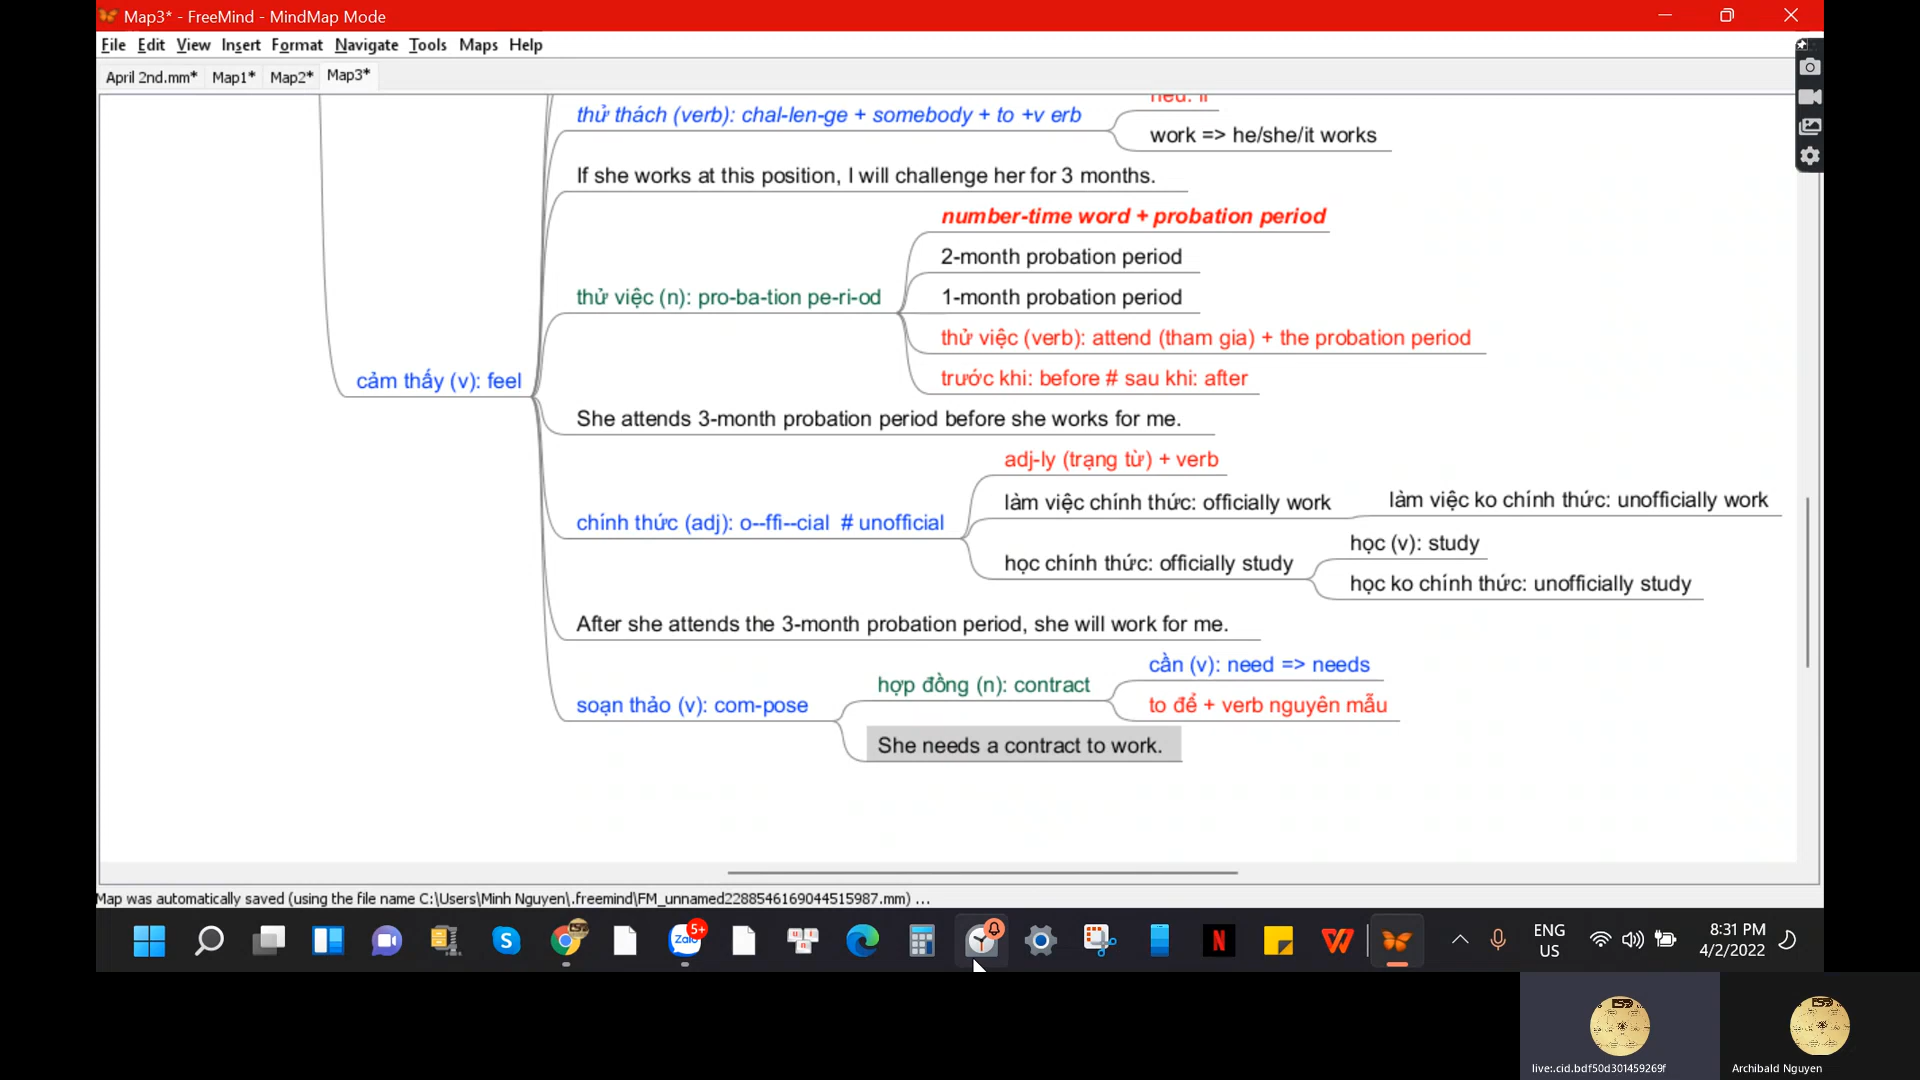 Map3* - FreeMind - MindMap Mode
File Edit View Insert Format Navigate Tools Maps Help
April 2nd.mm* Map1* Map2* Map3*
thử thách (verb): chal-len-ge + somebody + to +v erb
work => he/she/it works
If she works at this position, I will challenge her for 3 months.
number-time word + probation period
2-month probation period
thử việc (n): pro-ba-tion pe-ri-od
1-month probation period
thử việc (verb): attend (tham gia) + the probation period
trước khi: before # sau khi: after
cảm thấy (v): feel
She attends 3-month probation period before she works for me.
adj-ly (trạng từ) + verb
làm việc chính thức: officially work
làm việc ko chính thức: unofficially work
chính thức (adj): o--ffi--cial # unofficial
học (v): study
học chính thức: officially study
học ko chính thức: unofficially study
After she attends the 3-month probation period, she will work for me.
cần (v): need => needs
hợp đồng (n): contract
soạn thảo (v): com-pose
to để + verb nguyên mẫu
She needs a contract to work.
Map was automatically saved (using the file name C:\Users\Minh Nguyen\.freemind\FM_unnamed2288546169044515987.mm) ...
Zalo
5+
N
ENG
US
8:31 PM
4/2/2022
live:.cid.bdf50d301459269f
Archibald Nguyen